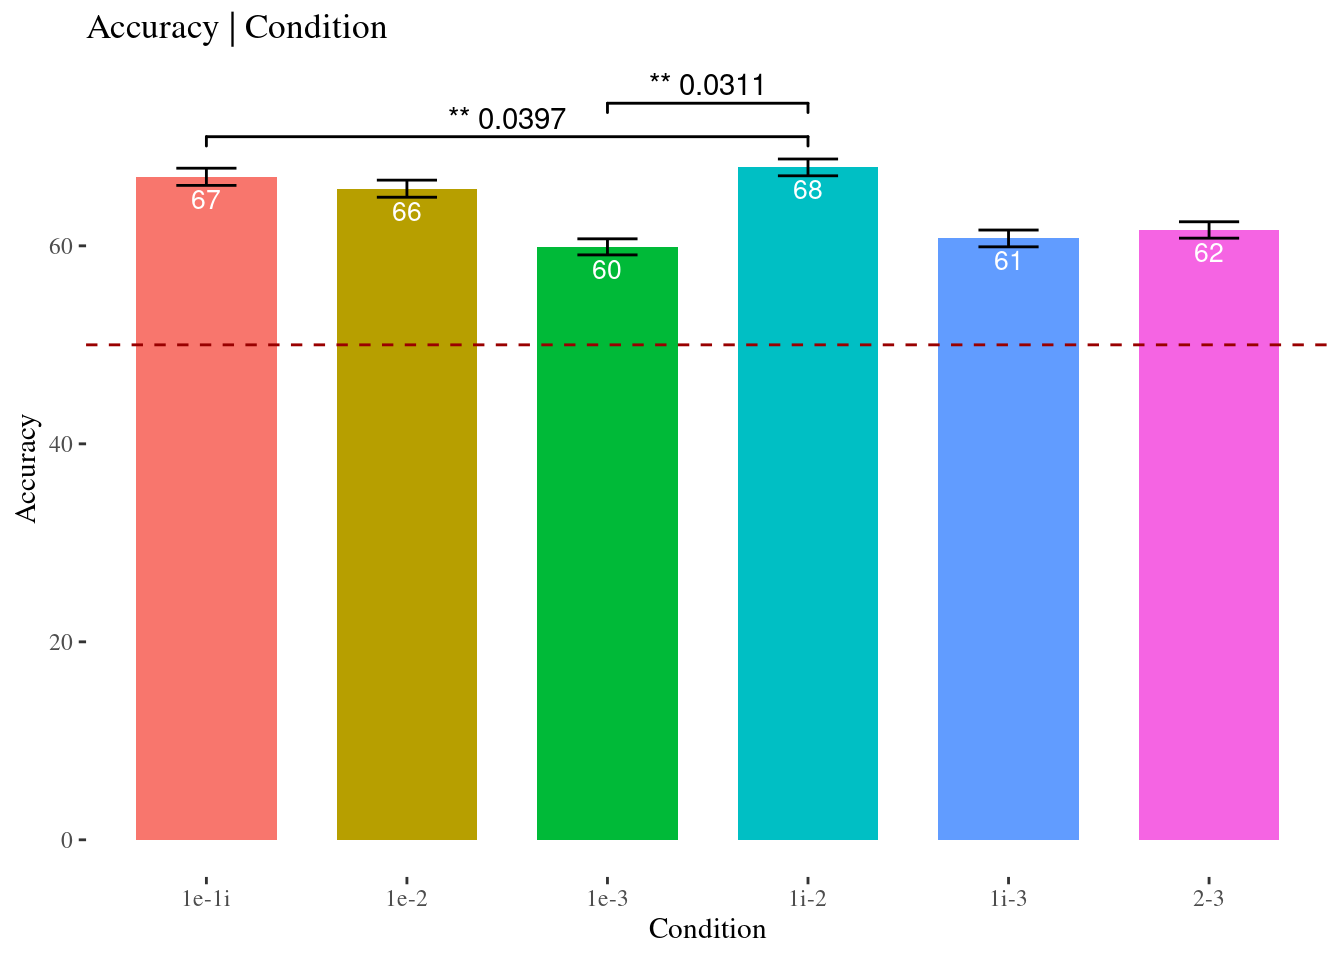 Accuracy | Condition
** 0.0311
** 0.0397
67
66
60
68
61
62
Accuracy
60
40
20
0
1e-1i
1e-2
1e-3
1i-2
1i-3
2-3
Condition